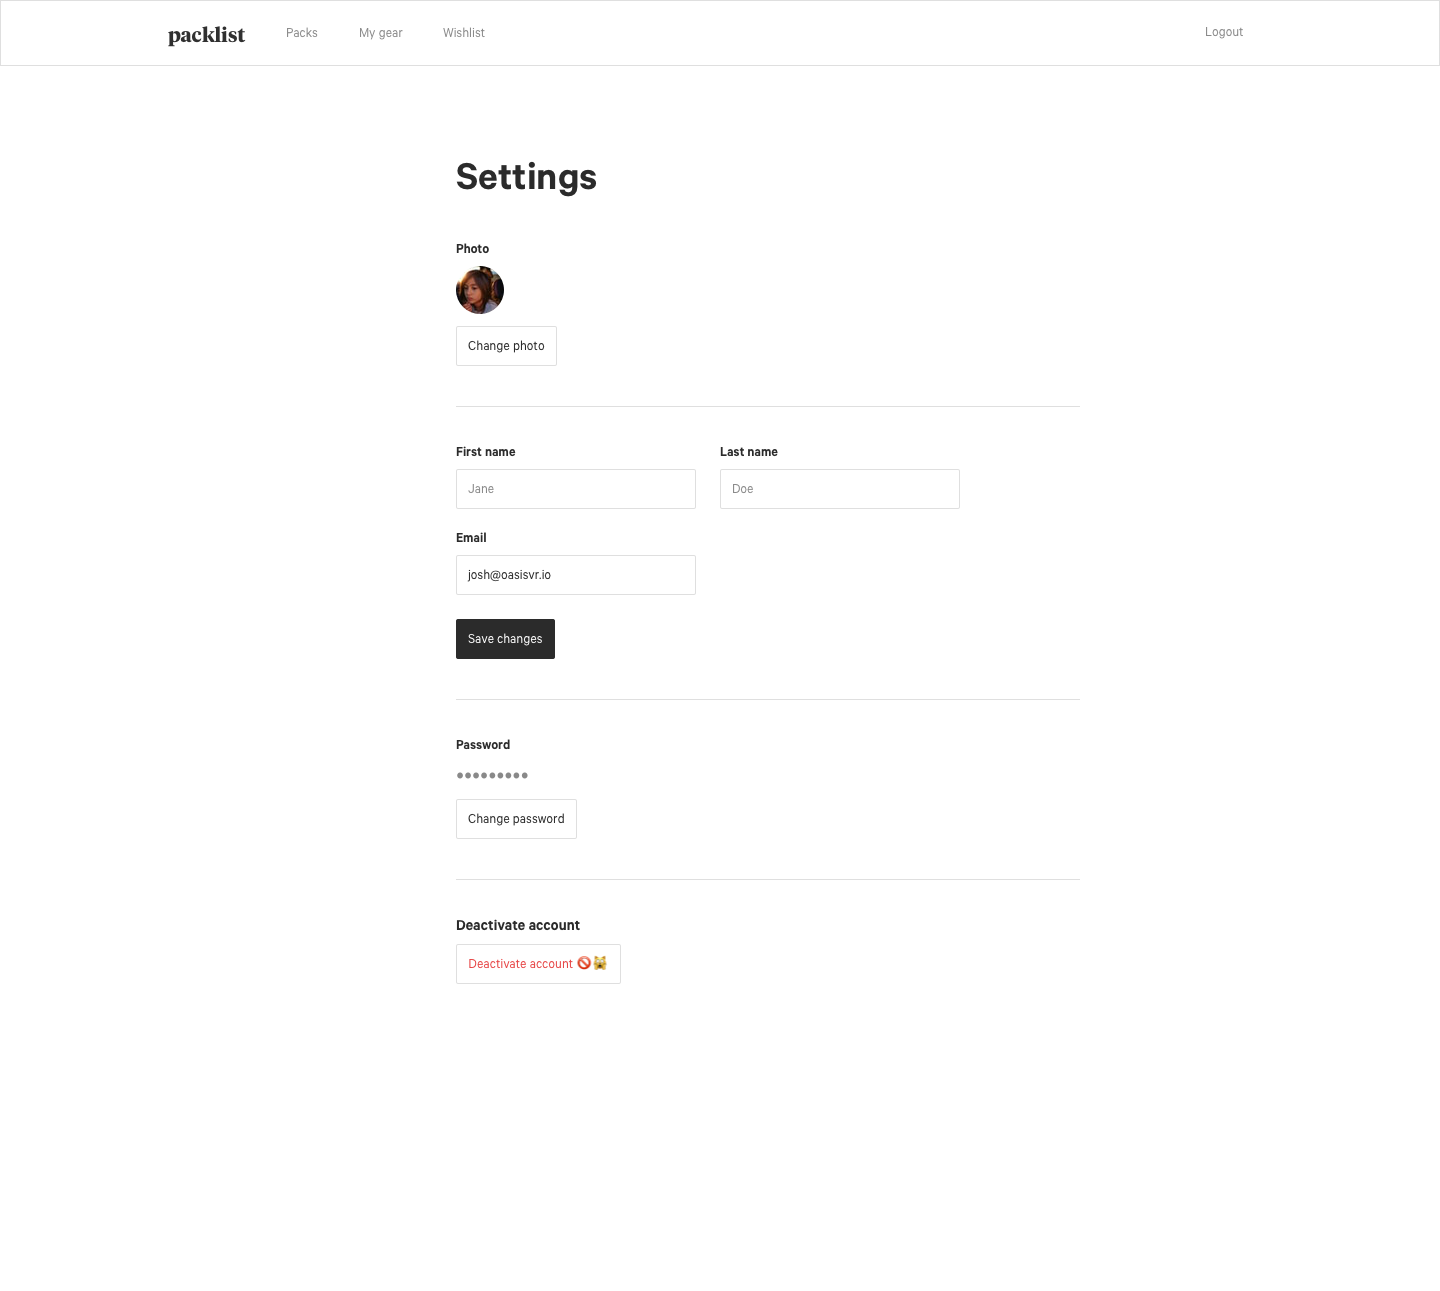 packlist Packs My gear Wishlist Logout
Settings
Photo
Change photo
First name Last name
Jane Doe
Email
josh@oasisvr.io
Save changes
Password
•••••••••
Change password
Deactivate account
Deactivate account 🚫🙀